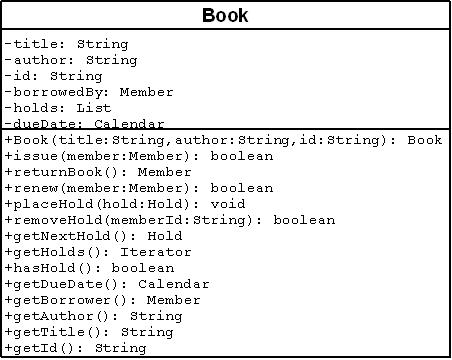 Book
-title: String
-author: String
-id: String
-borrowedBy: Member
-holds: List
-dueDate: Calendar
+Book(title:String,author:String,id:String): Book
+issue(member:Member): boolean
+returnBook(): Member
+renew(member:Member): boolean
+placeHold(hold:Hold): void
+removeHold(memberId:String): boolean
+getNextHold(): Hold
+getHolds(): Iterator
+hasHold(): boolean
+getDueDate(): Calendar
+getBorrower(): Member
+getAuthor(): String
+getTitle(): String
+getId(): String